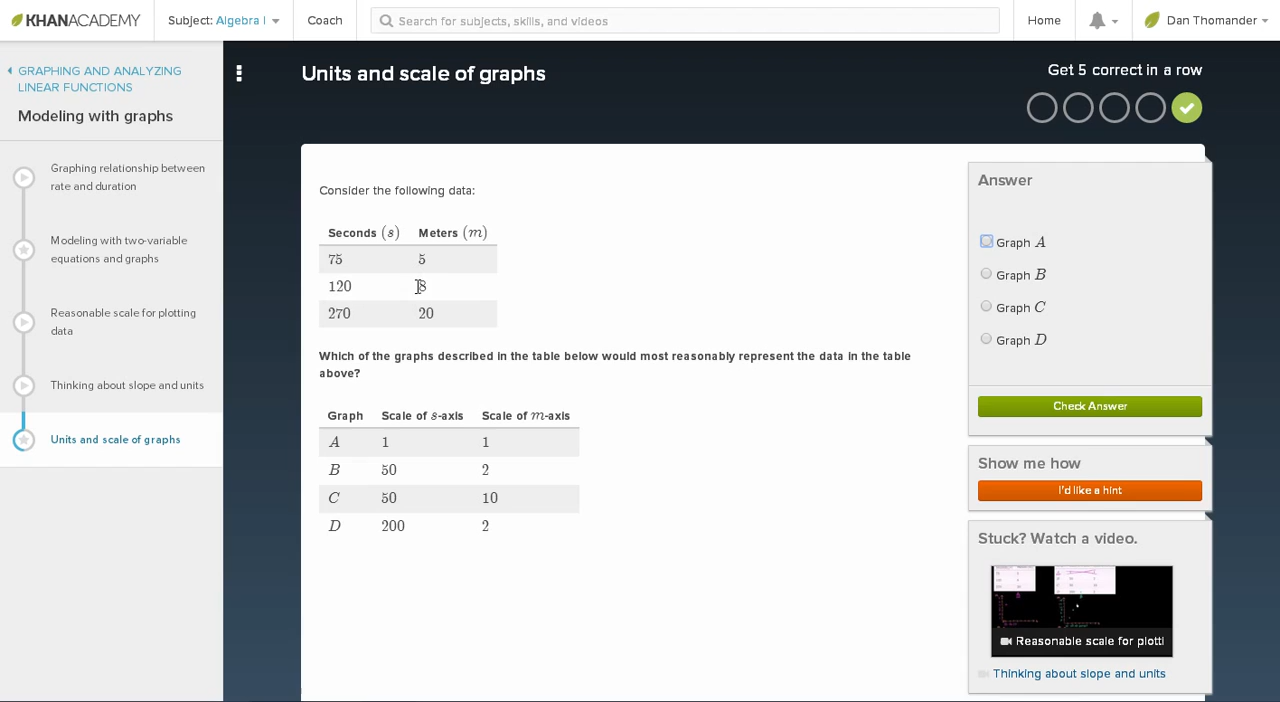 KHANACADEMY
Subject: Algebra I
Coach
Search for subjects, skills, and videos
Home
Dan Thomander
GRAPHING AND ANALYZING
LINEAR FUNCTIONS
Modeling with graphs
Graphing relationship between
rate and duration
Modeling with two-variable
equations and graphs
Reasonable scale for plotting
data
Thinking about slope and units
Units and scale of graphs
Units and scale of graphs
Get 5 correct in a row
Consider the following data:
Seconds (s) Meters (m)
75 5
120 8
270 20
Which of the graphs described in the table below would most reasonably represent the data in the table
above?
Graph Scale of s-axis Scale of m-axis
A 1 1
B 50 2
C 50 10
D 200 2
Answer
Graph A
Graph B
Graph C
Graph D
Check Answer
Show me how
I'd like a hint
Stuck? Watch a video.
Reasonable scale for plotti
Thinking about slope and units